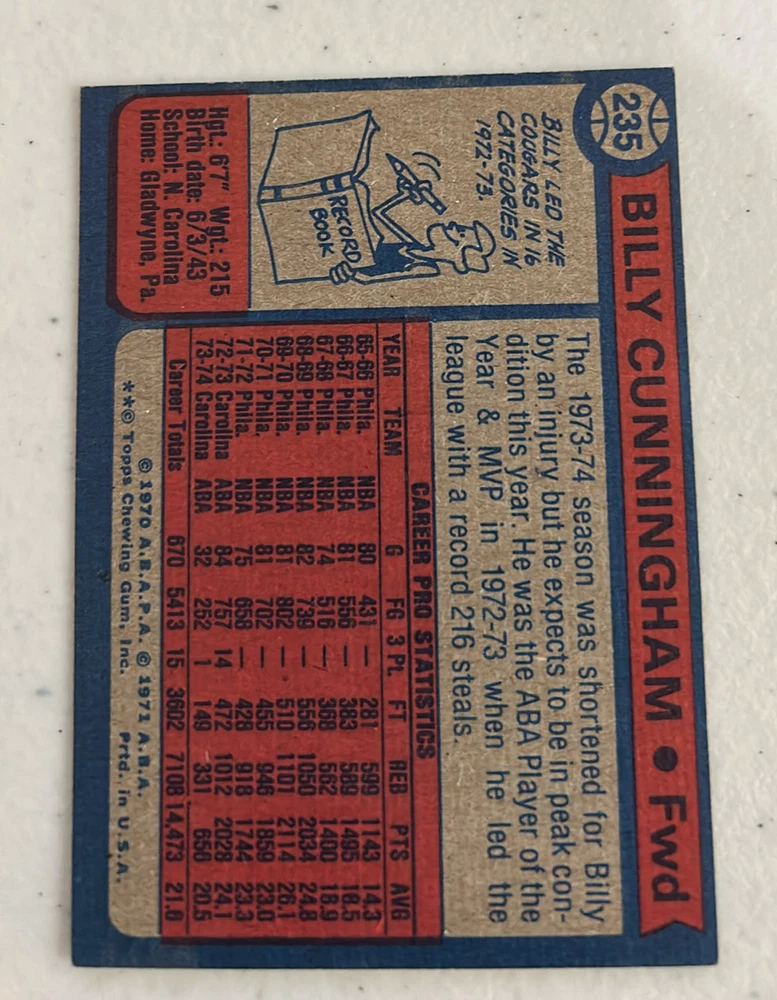 235
BILLY CUNNINGHAM • Fwd
BILLY LED THE
COUGARS IN 16
CATEGORIES IN
1972-73.
RECORD
BOOK
Hgt.: 6'7" Wgt.: 215
Birth date: 6/3/43
School: N. Carolina
Home: Gladwyne, Pa.
The 1973-74 season was shortened for Billy
by an injury but he expects to be in peak con-
dition this year. He was the ABA Player of the
Year & MVP in 1972-73 when he led the
league with a record 216 steals.
CAREER PRO STATISTICS
YEAR TEAM G FG 3 PL FT REB PTS AVG
65-66 Phila. NBA 80 431 — 281 599 1143 14.3
66-67 Phila. NBA 81 556 — 383 589 1495 18.5
67-68 Phila. NBA 74 516 — 368 562 1400 18.9
68-69 Phila. NBA 82 739 — 556 1050 2034 24.8
69-70 Phila. NBA 81 802 — 510 1101 2114 26.1
70-71 Phila. NBA 81 702 — 455 946 1859 23.0
71-72 Phila. NBA 75 658 — 428 918 1744 23.3
72-73 Carolina ABA 84 757 14 472 1012 2028 24.1
73-74 Carolina ABA 32 252 1 149 331 656 20.5
Career Totals 670 5413 15 3602 7108 14,473 21.6
© 1970 A.B.A.P.A. © 1971 A.B.A.
**© Topps Chewing Gum, Inc. Prtd. in U.S.A.